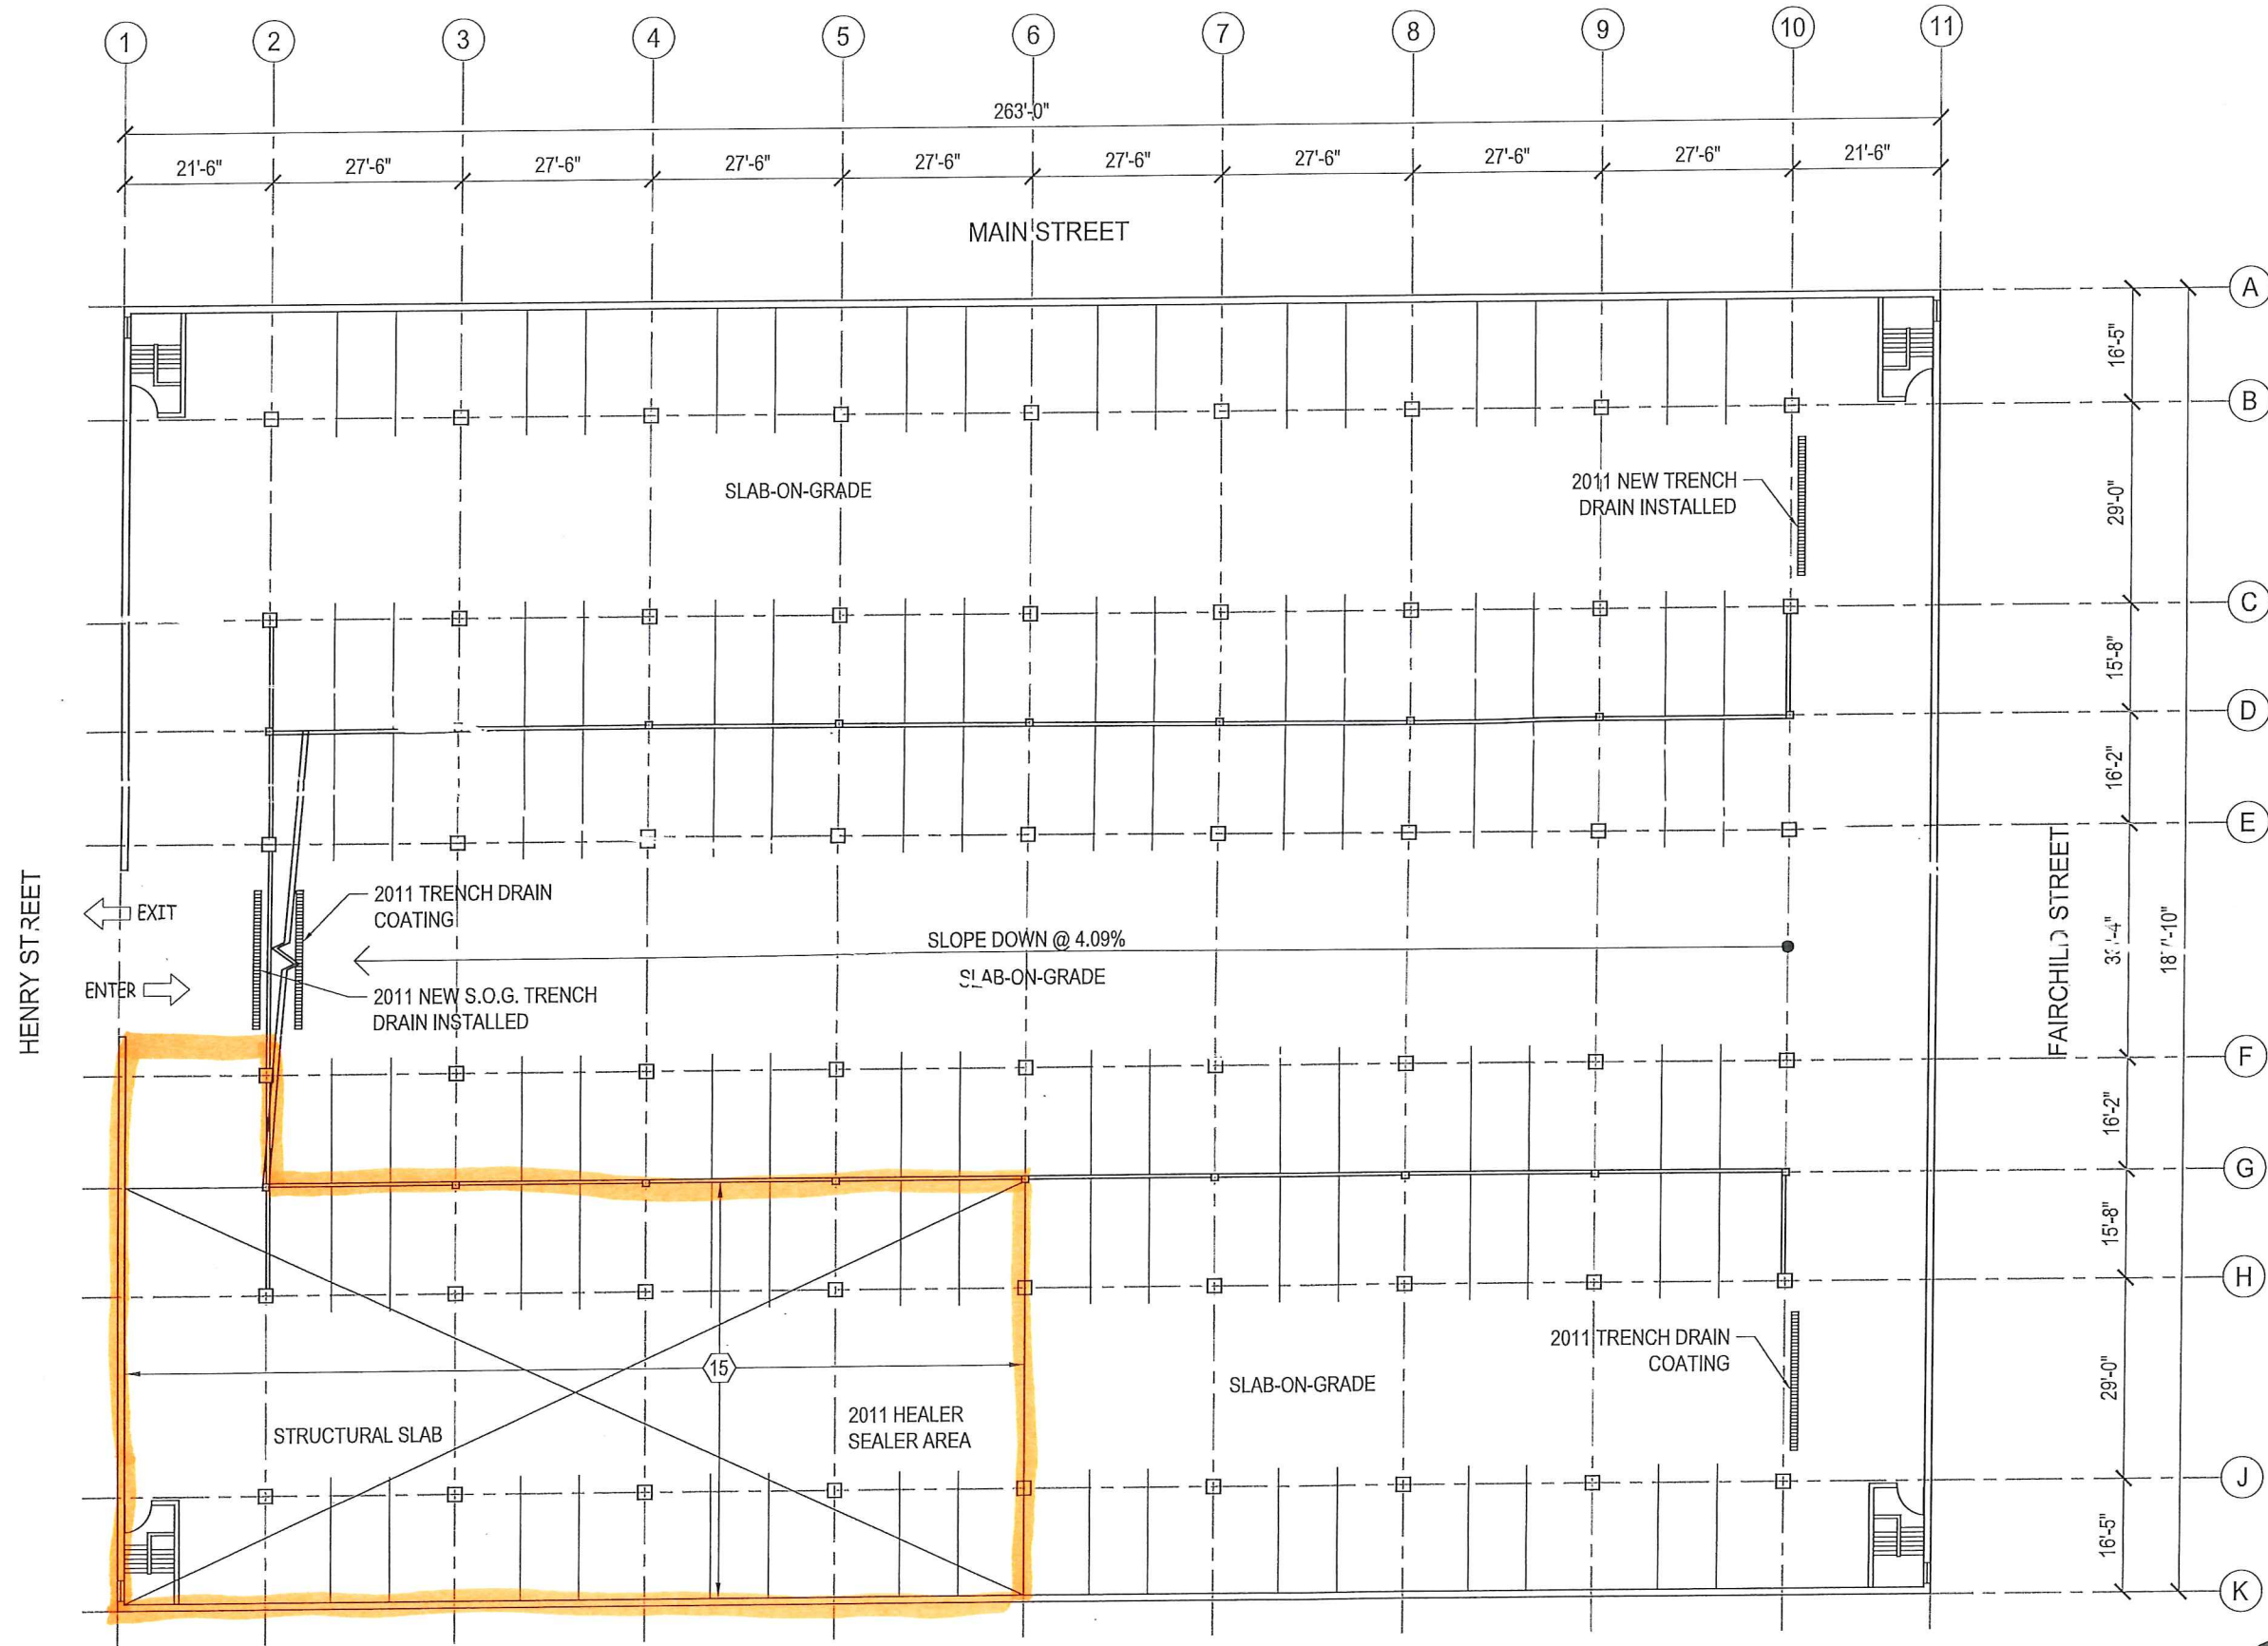 1 2 3 4 5 6 7 8 9 10 11
263'-0"
21'-6" 27'-6" 27'-6" 27'-6" 27'-6" 27'-6" 27'-6" 27'-6" 27'-6" 21'-6"
MAIN STREET
A
16'-5"
B
SLAB-ON-GRADE
2011 NEW TRENCH
DRAIN INSTALLED
29'-0"
C
15'-8"
D
16'-2"
E
HENRY STREET
EXIT
ENTER
2011 TRENCH DRAIN
COATING
2011 NEW S.O.G. TRENCH
DRAIN INSTALLED
SLOPE DOWN @ 4.09%
SLAB-ON-GRADE
FAIRCHILD STREET
F
16'-2"
G
15'-8"
H
15
STRUCTURAL SLAB
2011 HEALER
SEALER AREA
SLAB-ON-GRADE
2011 TRENCH DRAIN
COATING
29'-0"
J
16'-5"
K